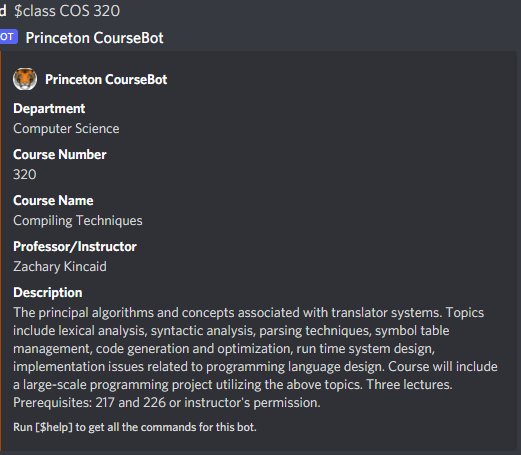 d $class COS 320
OT Princeton CourseBot
Princeton CourseBot
Department
Computer Science
Course Number
320
Course Name
Compiling Techniques
Professor/Instructor
Zachary Kincaid
Description
The principal algorithms and concepts associated with translator systems. Topics
include lexical analysis, syntactic analysis, parsing techniques, symbol table
management, code generation and optimization, run time system design,
implementation issues related to programming language design. Course will include
a large-scale programming project utilizing the above topics. Three lectures.
Prerequisites: 217 and 226 or instructor's permission.
Run [$help] to get all the commands for this bot.